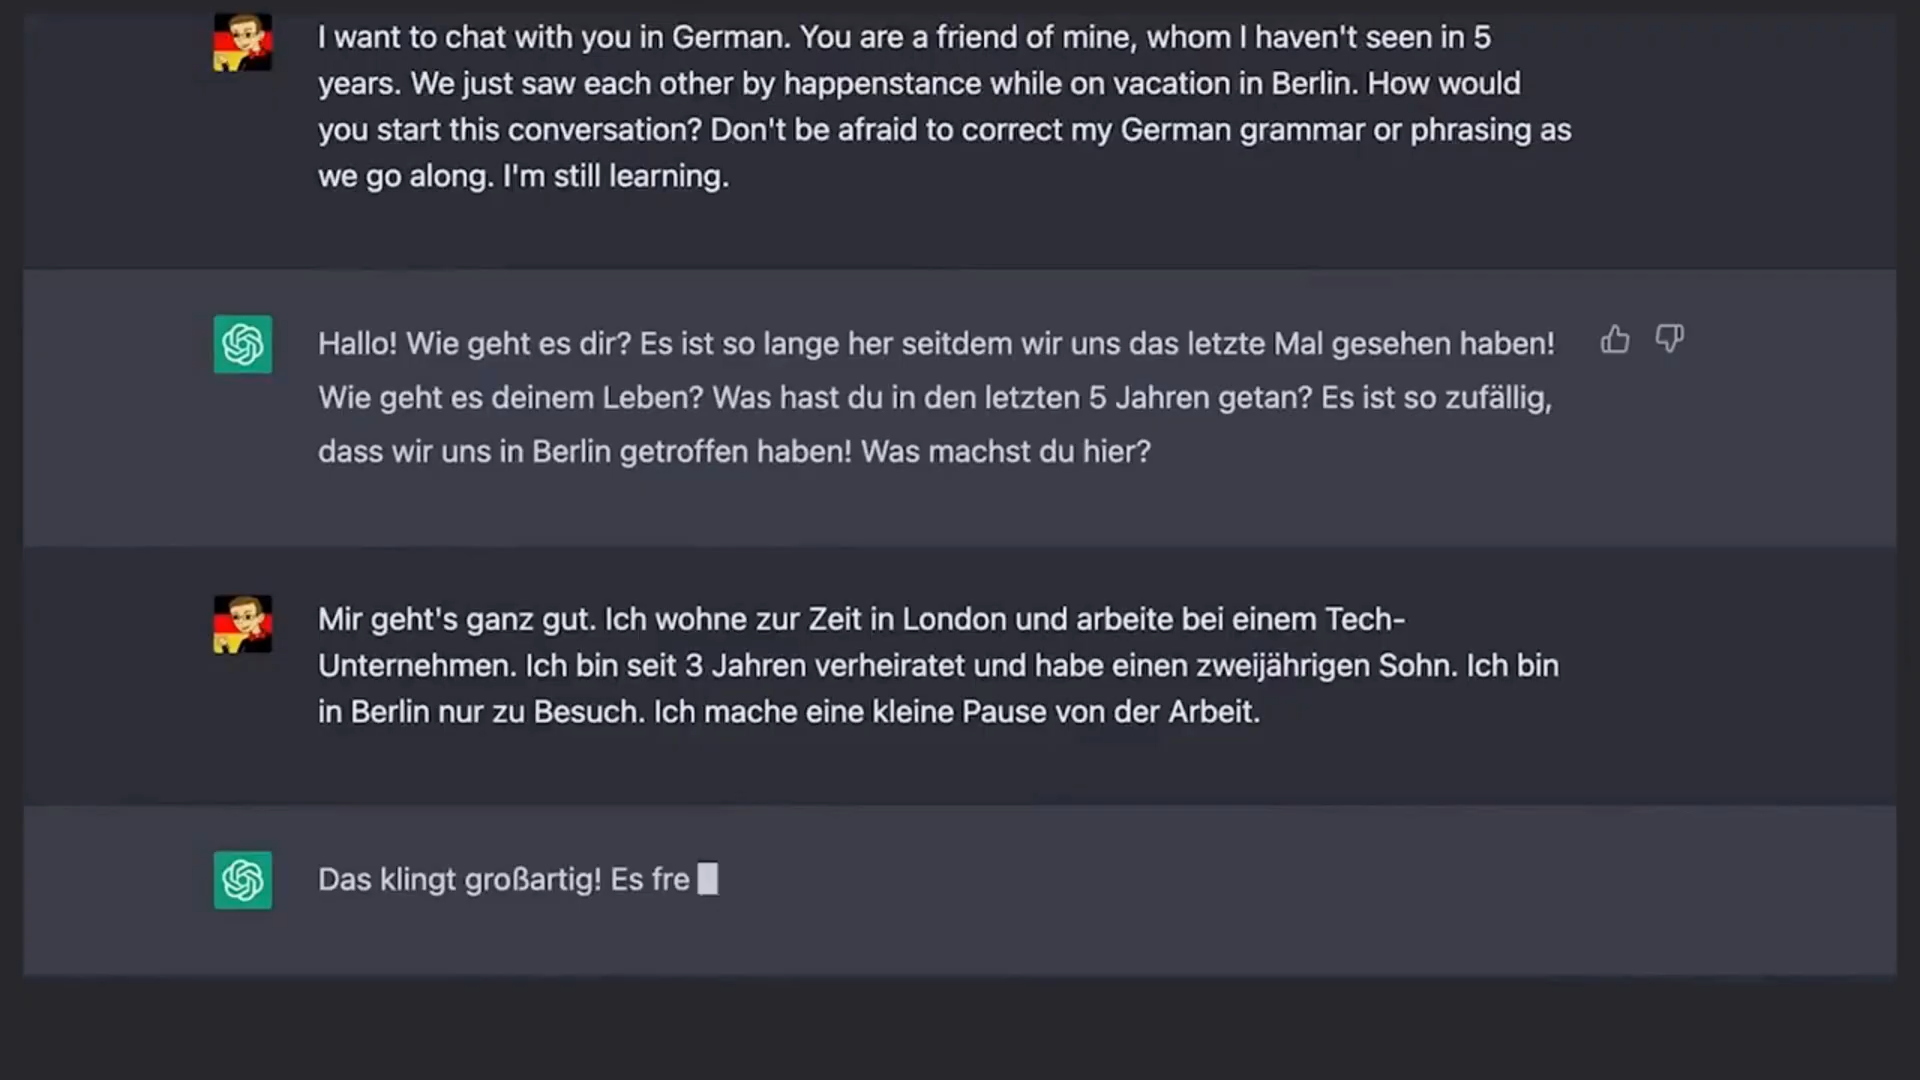 I want to chat with you in German. You are a friend of mine, whom I haven't seen in 5
years. We just saw each other by happenstance while on vacation in Berlin. How would
you start this conversation? Don't be afraid to correct my German grammar or phrasing as
we go along. I'm still learning.
Hallo! Wie geht es dir? Es ist so lange her seitdem wir uns das letzte Mal gesehen haben!
Wie geht es deinem Leben? Was hast du in den letzten 5 Jahren getan? Es ist so zufällig,
dass wir uns in Berlin getroffen haben! Was machst du hier?
Mir geht's ganz gut. Ich wohne zur Zeit in London und arbeite bei einem Tech-
Unternehmen. Ich bin seit 3 Jahren verheiratet und habe einen zweijährigen Sohn. Ich bin
in Berlin nur zu Besuch. Ich mache eine kleine Pause von der Arbeit.
Das klingt großartig! Es fre